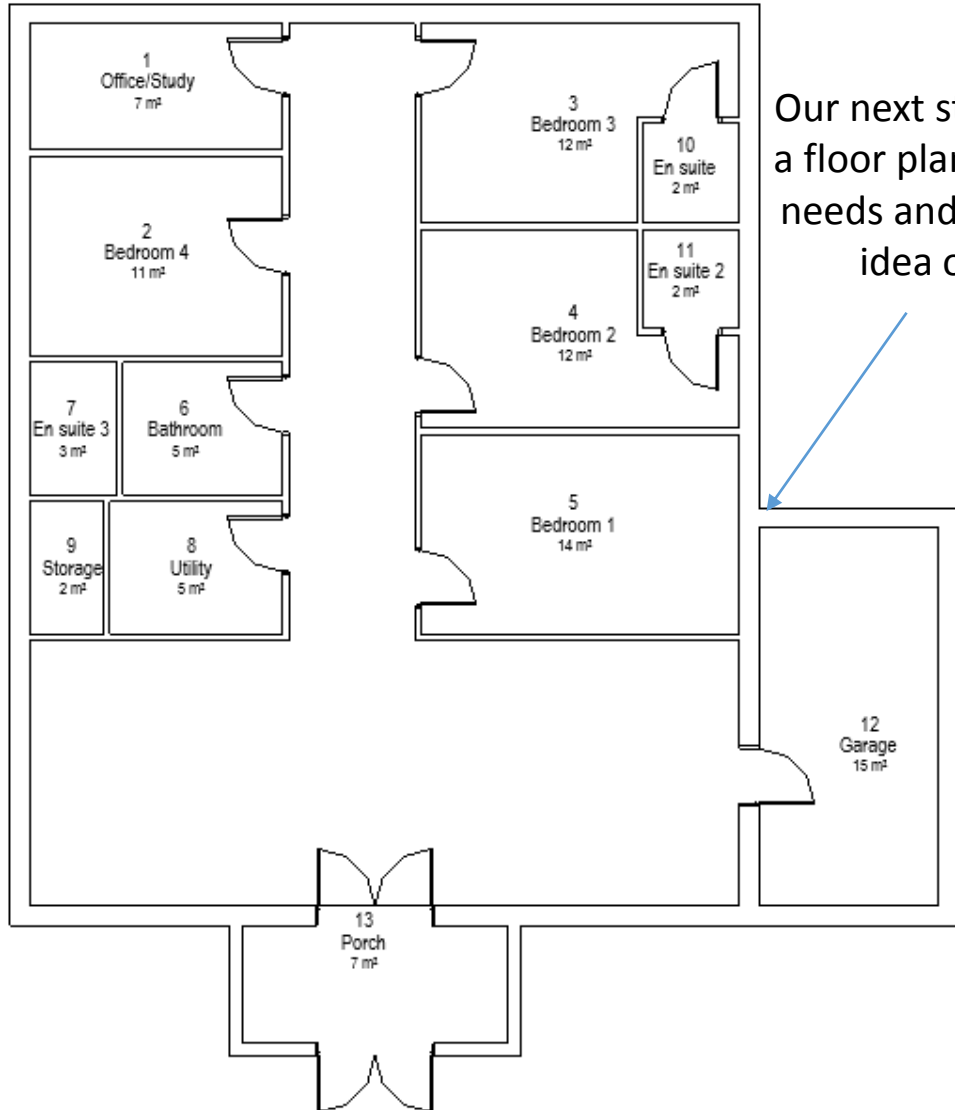 1
Office/Study
7 m²
3
Bedroom 3
12 m²
10
En suite
2 m²
Our next
a floor
needs and
idea
2
Bedroom 4
11 m²
11
En suite 2
2 m²
4
Bedroom 2
12 m²
7
En suite 3
3 m²
6
Bathroom
5 m²
5
Bedroom 1
14 m²
9
Storage
2 m²
8
Utility
5 m²
12
Garage
15 m²
13
Porch
7 m²